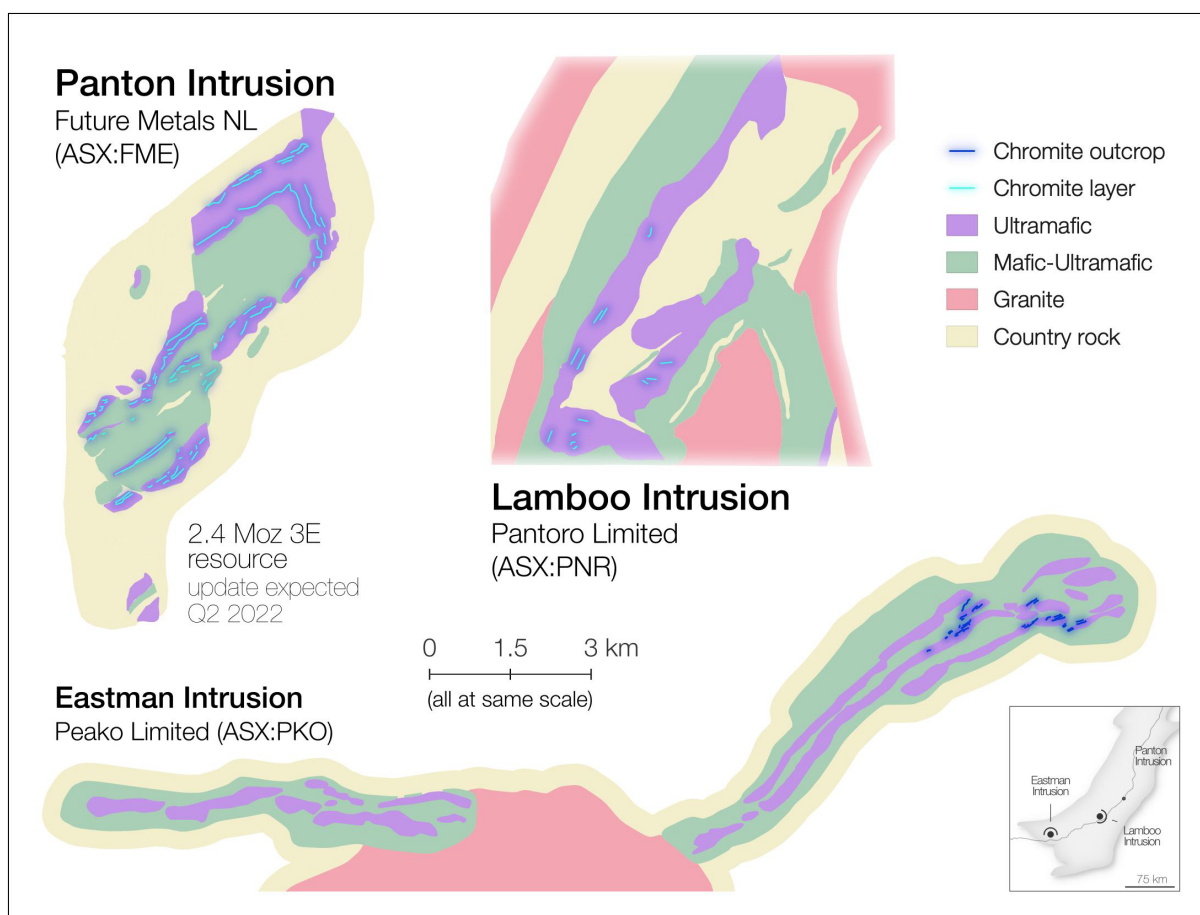 Panton Intrusion
Future Metals NL
(ASX:FME)
Chromite outcrop
Chromite layer
Ultramafic
Mafic-Ultramafic
Granite
Country rock
Lamboo Intrusion
Pantoro Limited
(ASX:PNR)
2.4 Moz 3E
resource
update expected
Q2 2022
0 1.5 3 km
(all at same scale)
Eastman Intrusion
Peako Limited (ASX:PKO)
Panton
Intrusion
Eastman
Intrusion
Lamboo
Intrusion
75 km